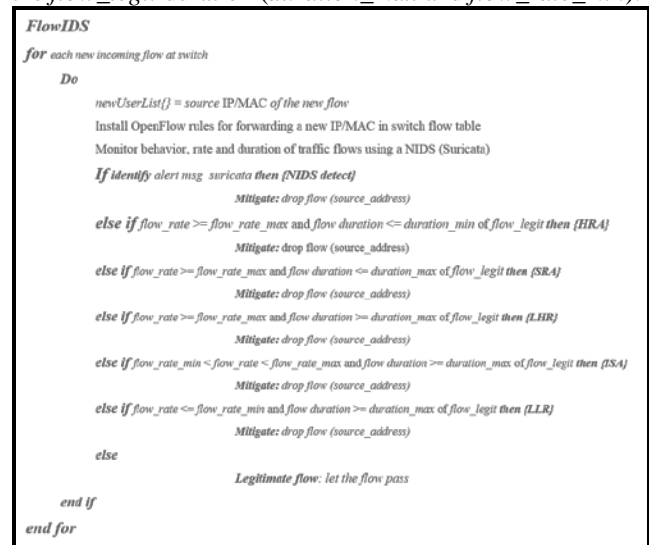 FlowIDS
for each new incoming flow at switch
Do
newUserList{} = source IP/MAC of the new flow
Install OpenFlow rules for forwarding a new IP/MAC in switch flow table
Monitor behavior, rate and duration of traffic flows using a NIDS (Suricata)
If identify alert msg suricata then {NIDS detect}
Mitigate: drop flow (source_address)
else if flow_rate >= flow_rate_max and flow duration <= duration_min of flow_legit then {HRA}
Mitigate: drop flow (source_address)
else if flow_rate >= flow_rate_max and flow duration <= duration_max of flow_legit then {SRA}
Mitigate: drop flow (source_address)
else if flow_rate >= flow_rate_max and flow duration >= duration_max of flow_legit then {LHR}
Mitigate: drop flow (source_address)
else if flow_rate_min < flow_rate < flow_rate_max and flow duration >= duration_max of flow_legit then {ISA}
Mitigate: drop flow (source_address)
else if flow_rate <= flow_rate_min and flow duration >= duration_max of flow_legit then {LLR}
Mitigate: drop flow (source_address)
else
Legitimate flow: let the flow pass
end if
end for